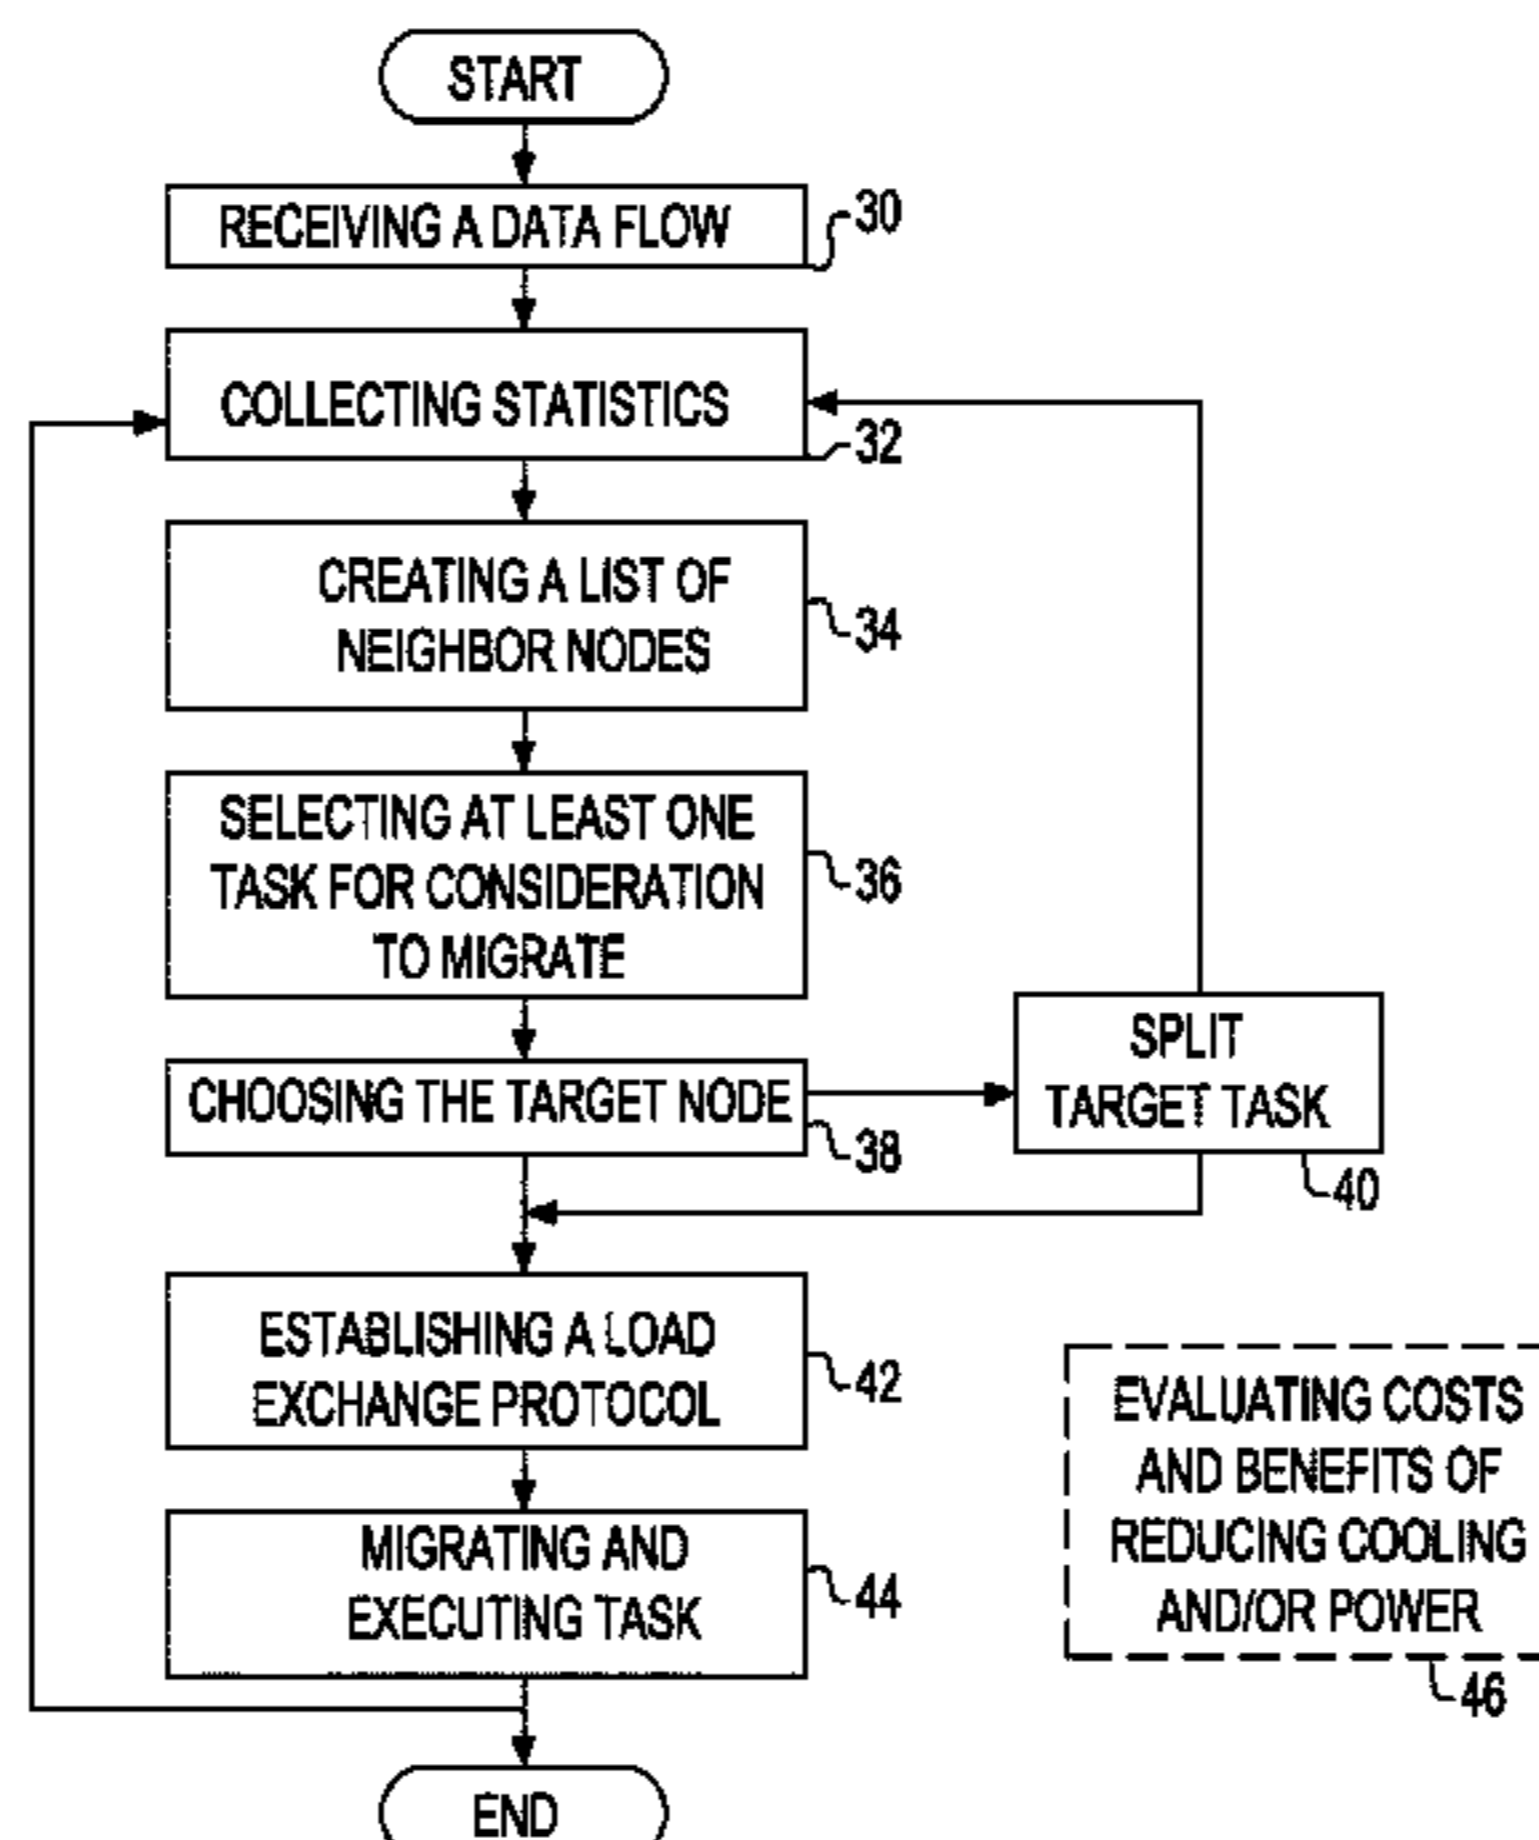 START
RECEIVING A DATA FLOW
30
COLLECTING STATISTICS
32
CREATING A LIST OF
NEIGHBOR NODES
34
SELECTING AT LEAST ONE
TASK FOR CONSIDERATION
TO MIGRATE
36
CHOOSING THE TARGET NODE
38
SPLIT
TARGET TASK
40
ESTABLISHING A LOAD
EXCHANGE PROTOCOL
42
MIGRATING AND
EXECUTING TASK
44
EVALUATING COSTS
AND BENEFITS OF
REDUCING COOLING
AND/OR POWER
46
END